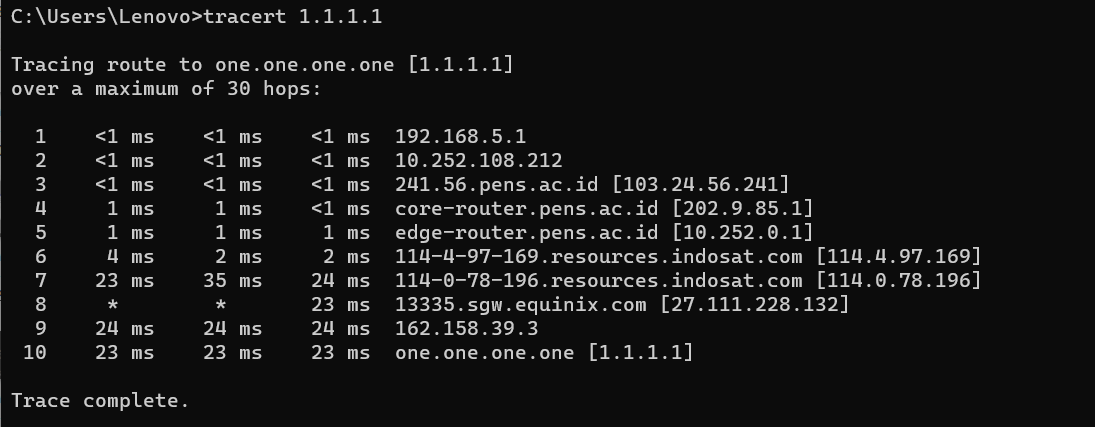 C:\Users\Lenovo>tracert 1.1.1.1
Tracing route to one.one.one.one [1.1.1.1]
over a maximum of 30 hops:
1 <1 ms <1 ms <1 ms 192.168.5.1
2 <1 ms <1 ms <1 ms 10.252.108.212
3 <1 ms <1 ms <1 ms 241.56.pens.ac.id [103.24.56.241]
4 1 ms 1 ms <1 ms core-router.pens.ac.id [202.9.85.1]
5 1 ms 1 ms 1 ms edge-router.pens.ac.id [10.252.0.1]
6 4 ms 2 ms 2 ms 114-4-97-169.resources.indosat.com [114.4.97.169]
7 23 ms 35 ms 24 ms 114-0-78-196.resources.indosat.com [114.0.78.196]
8 * * 23 ms 13335.sgw.equinix.com [27.111.228.132]
9 24 ms 24 ms 24 ms 162.158.39.3
10 23 ms 23 ms 23 ms one.one.one.one [1.1.1.1]
Trace complete.